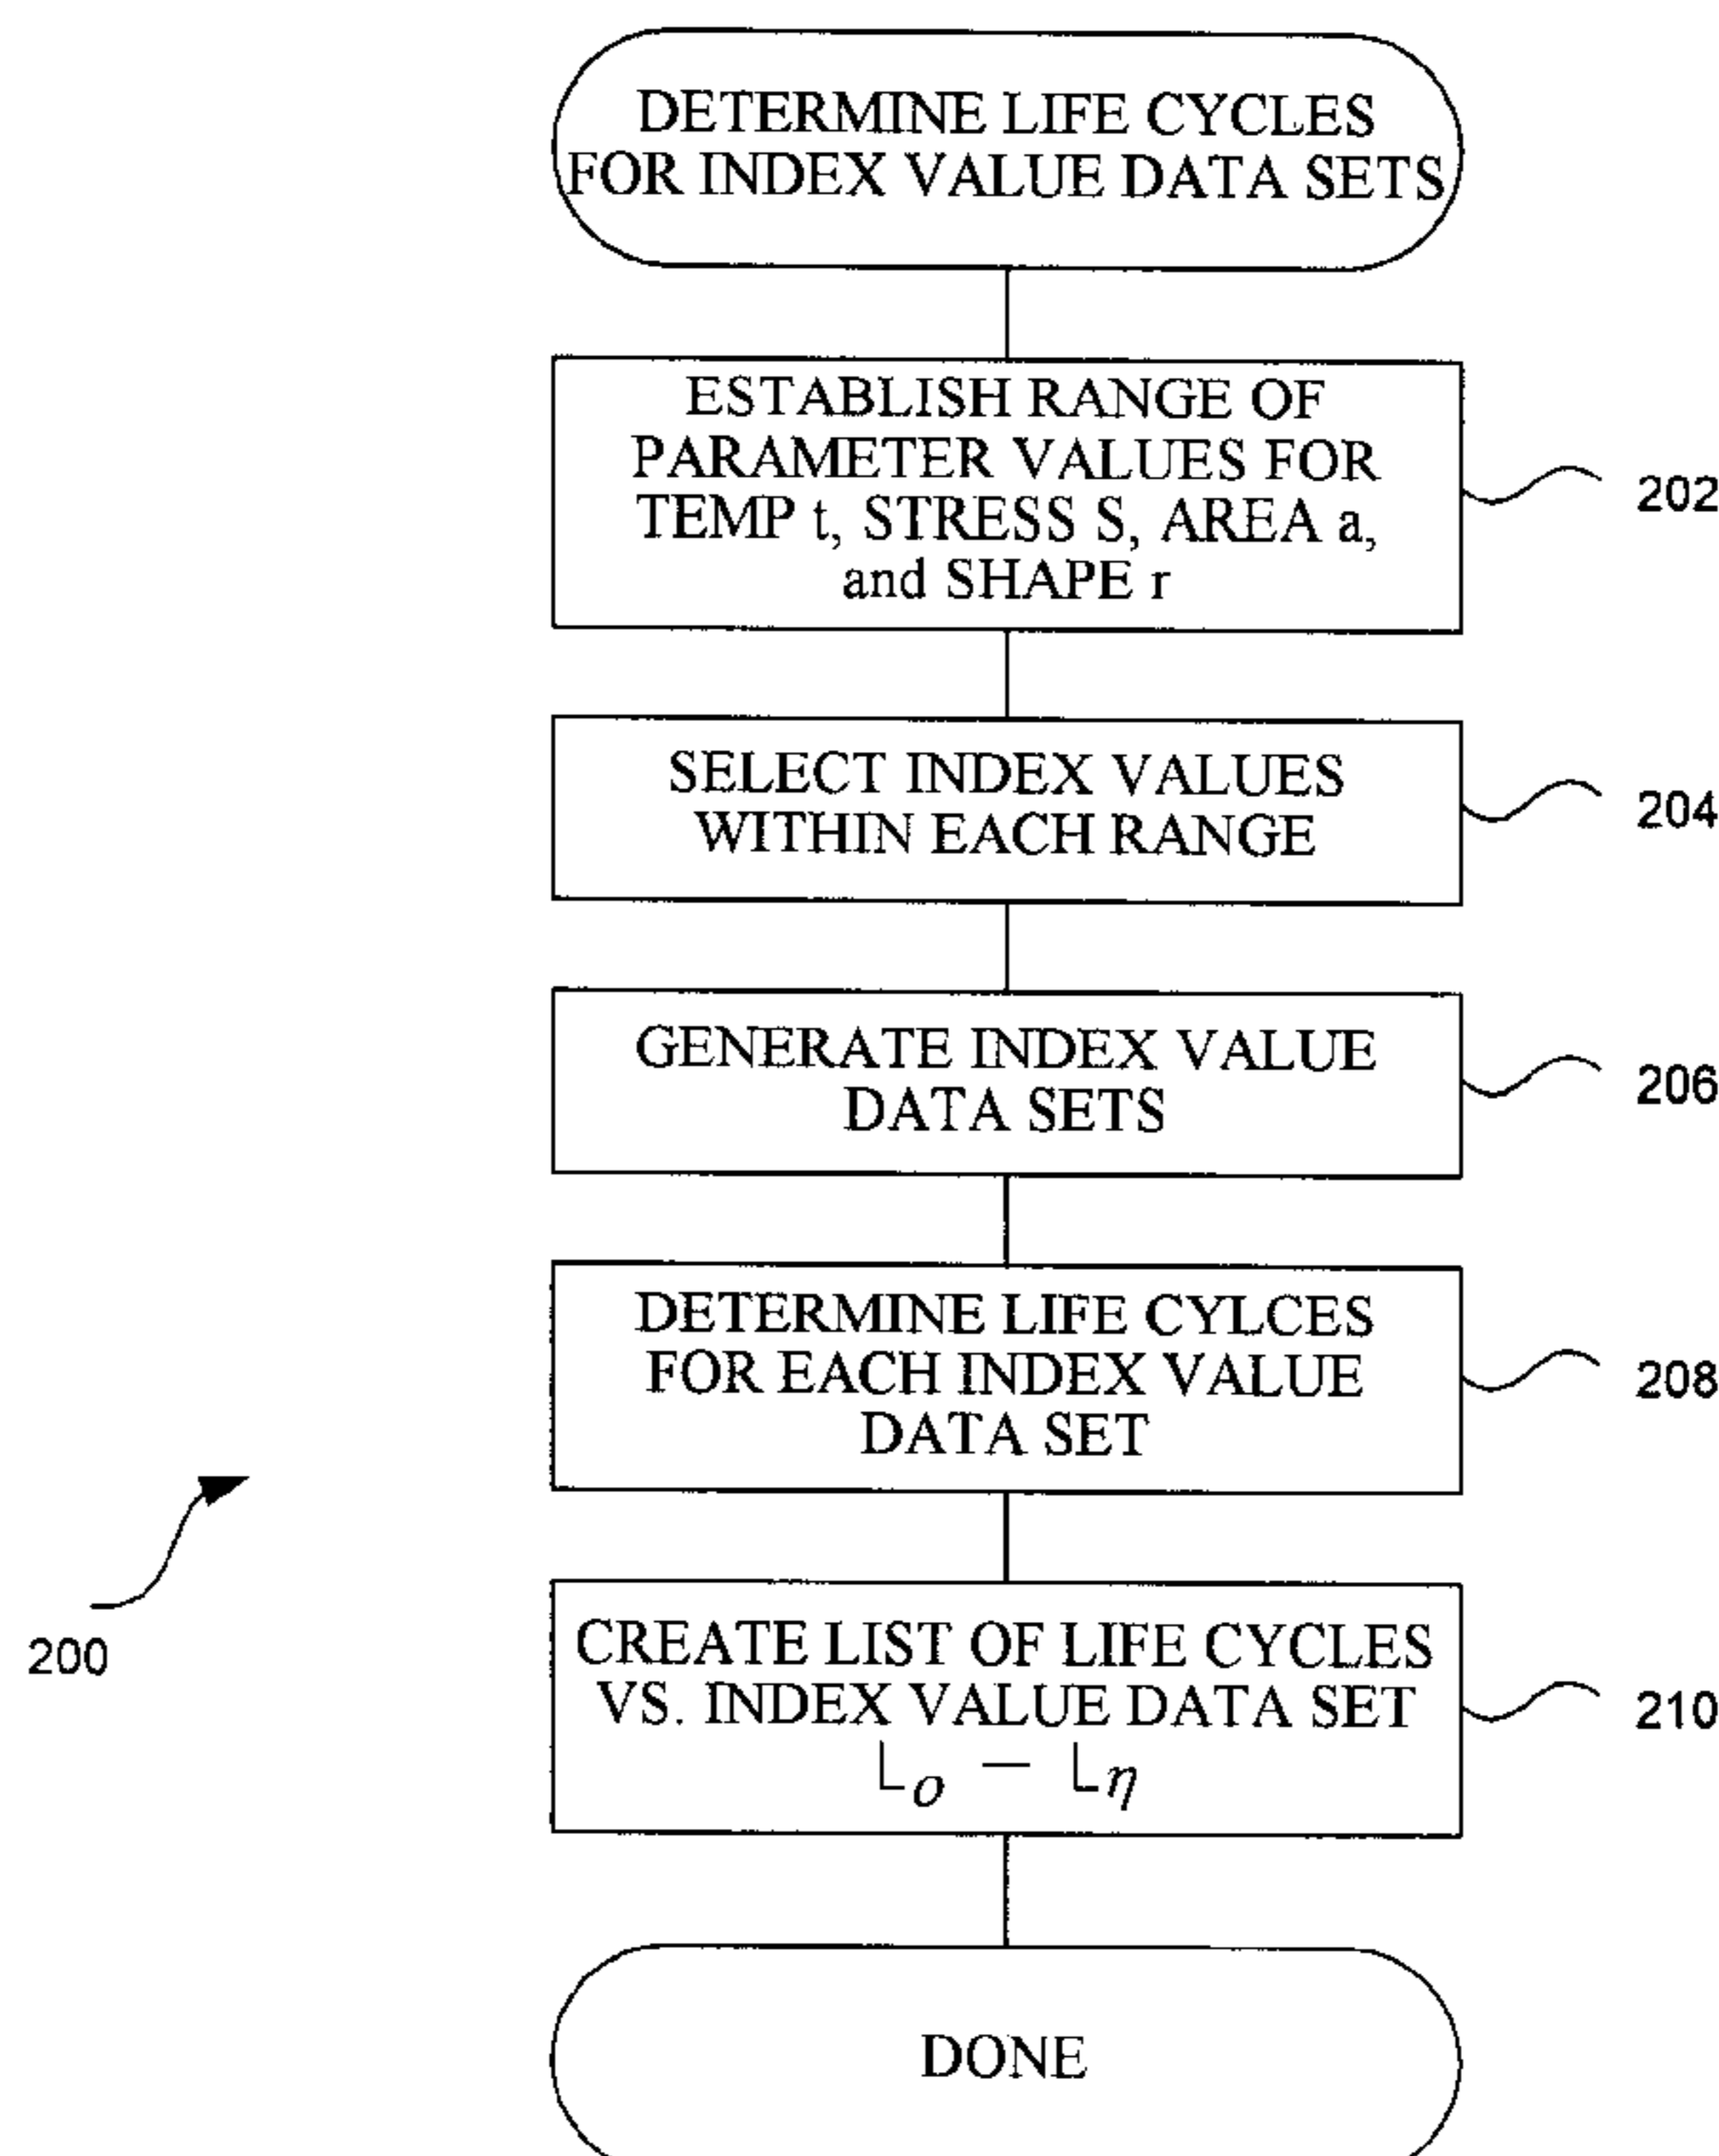 DETERMINE LIFE CYCLES
FOR INDEX VALUE DATA SETS
ESTABLISH RANGE OF
PARAMETER VALUES FOR
TEMP t, STRESS S, AREA a,
and SHAPE r
202
SELECT INDEX VALUES
WITHIN EACH RANGE
204
GENERATE INDEX VALUE
DATA SETS
206
DETERMINE LIFE CYLCES
FOR EACH INDEX VALUE
DATA SET
208
CREATE LIST OF LIFE CYCLES
VS. INDEX VALUE DATA SET
L_o — L_η
210
200
DONE